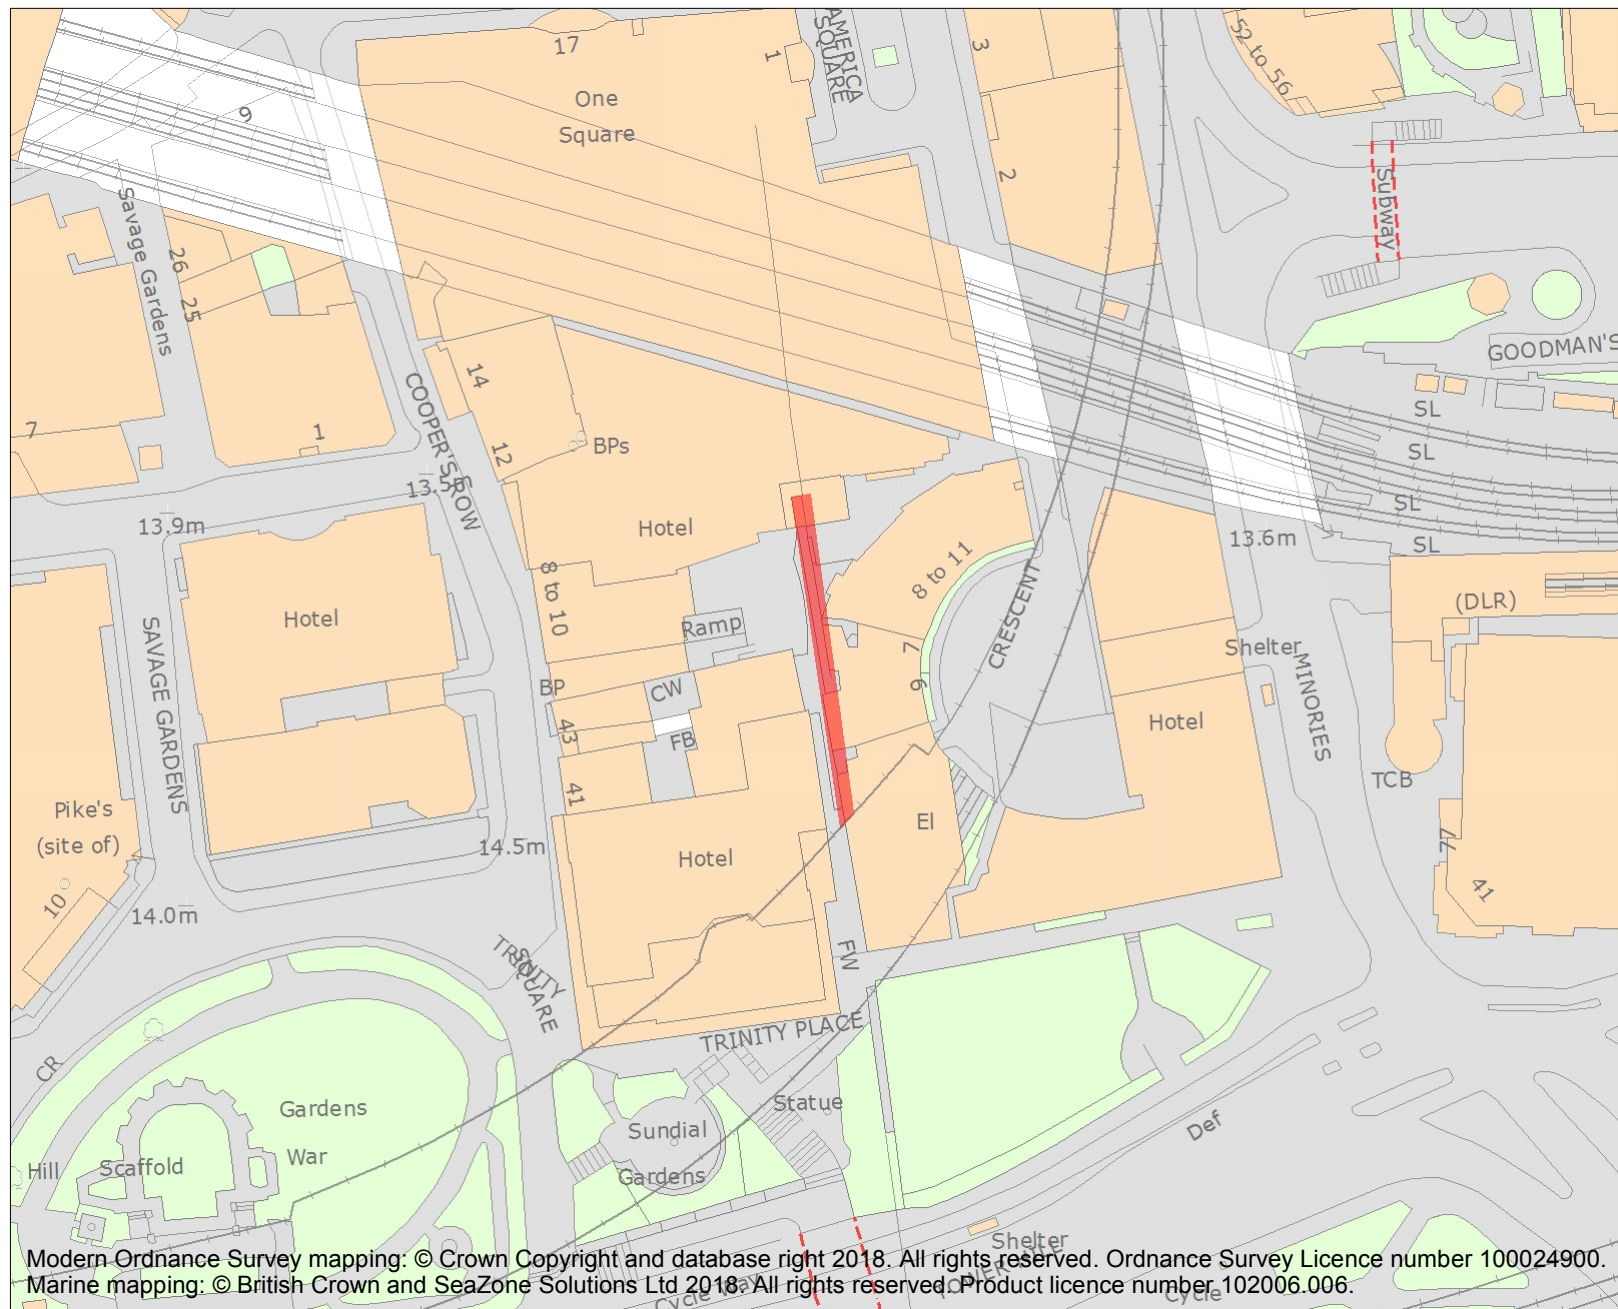 17
1
AMERICA
SQUARE
3
52 to 56
One
Square
9
2
Subway
Savage Gardens
26
25
GOODMAN'S
14
COOPER'S ROW
SL
7
1
12
BPs
SL
13.5m
SL
13.9m
Hotel
13.6m
SL
8 to 11
8 to 10
(DLR)
Hotel
Ramp
CRESCENT
SAVAGE GARDENS
7
Shelter
MINORIES
BP
CW
6
43
FB
Hotel
TCB
41
Pike's
(site of)
El
14.5m
Hotel
77
10
14.0m
41
TRINITY
SQUARE
FW
TRINITY PLACE
CR
Gardens
Statue
Sundial
Def
War
Hill
Scaffold
Gardens
Shelter
TOWER HILL
Cycle Way
Cycle
Modern Ordnance Survey mapping: © Crown Copyright and database right 2018. All rights reserved. Ordnance Survey Licence number 100024900.
Marine mapping: © British Crown and SeaZone Solutions Ltd 2018. All rights reserved. Product licence number 102006.006.